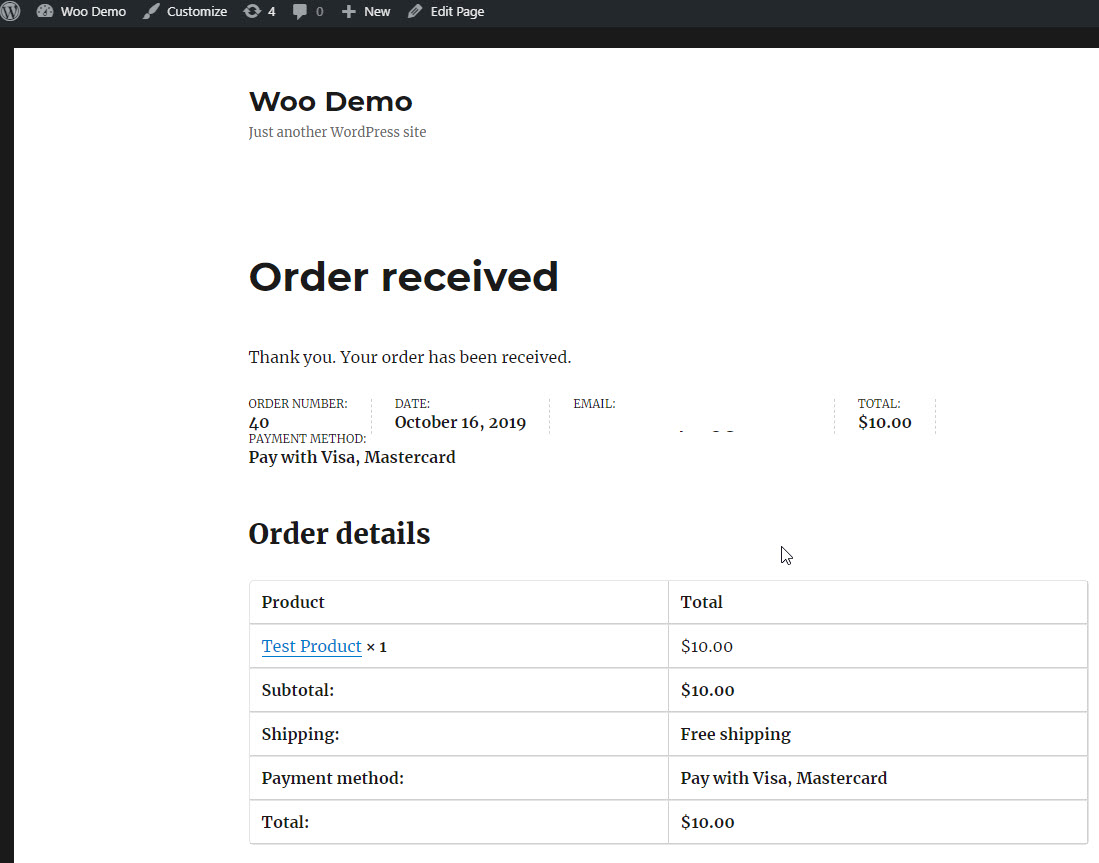 Woo Demo Customize 4 0 New Edit Page
Woo Demo
Just another WordPress site
Order received
Thank you. Your order has been received.
ORDER NUMBER: DATE: EMAIL: TOTAL:
40 October 16, 2019 $10.00
PAYMENT METHOD:
Pay with Visa, Mastercard
Order details
Product Total
Test Product × 1 $10.00
Subtotal: $10.00
Shipping: Free shipping
Payment method: Pay with Visa, Mastercard
Total: $10.00